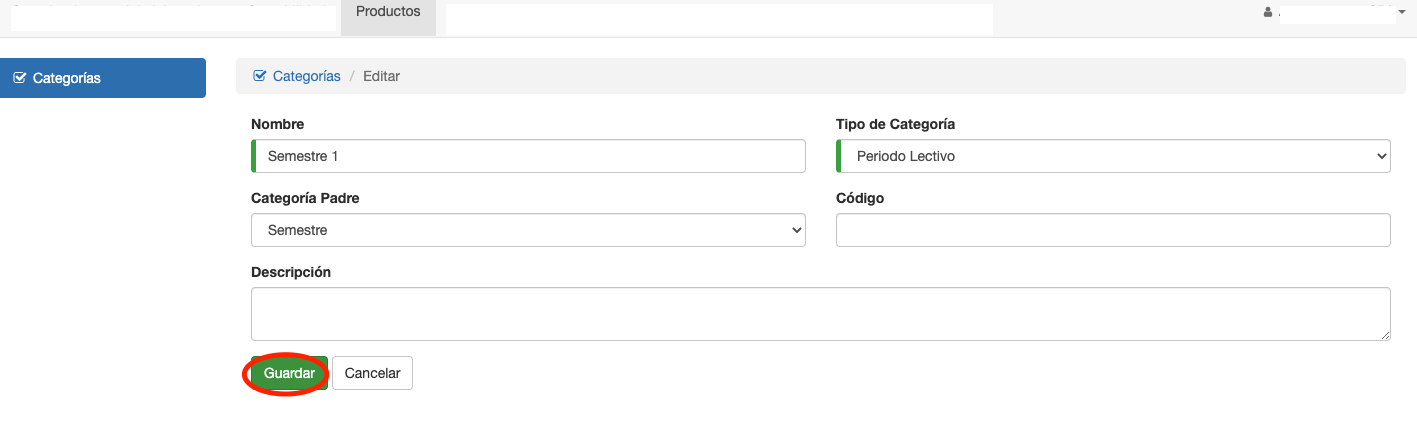 Productos
Categorías
Categorías / Editar
Nombre Tipo de Categoría
Semestre 1 Periodo Lectivo
Categoría Padre Código
Semestre
Descripción
Guardar Cancelar